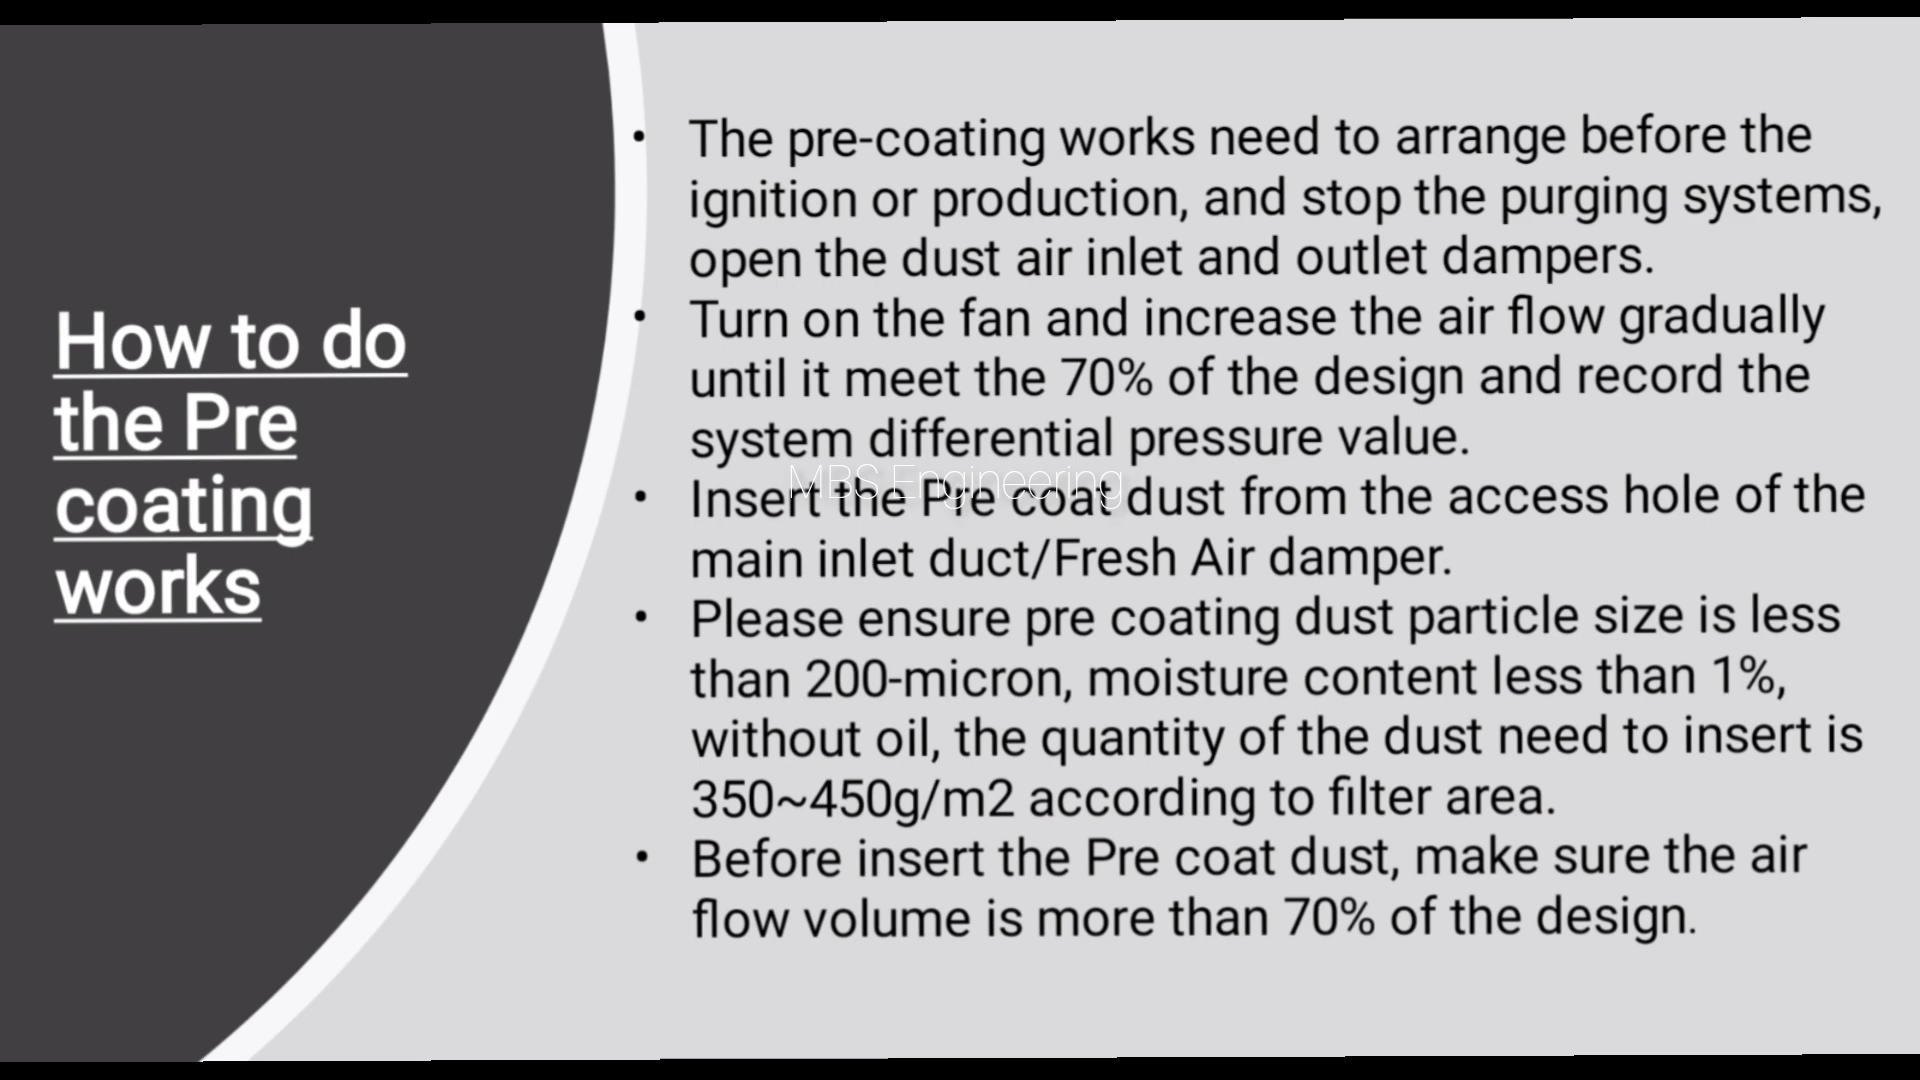 How to do
the Pre
coating
works
• The pre-coating works need to arrange before the
ignition or production, and stop the purging systems,
open the dust air inlet and outlet dampers.
• Turn on the fan and increase the air flow gradually
until it meet the 70% of the design and record the
system differential pressure value.
MBS Engineering
• Insert the Pre coat dust from the access hole of the
main inlet duct/Fresh Air damper.
• Please ensure pre coating dust particle size is less
than 200-micron, moisture content less than 1%,
without oil, the quantity of the dust need to insert is
350~450g/m2 according to filter area.
• Before insert the Pre coat dust, make sure the air
flow volume is more than 70% of the design.